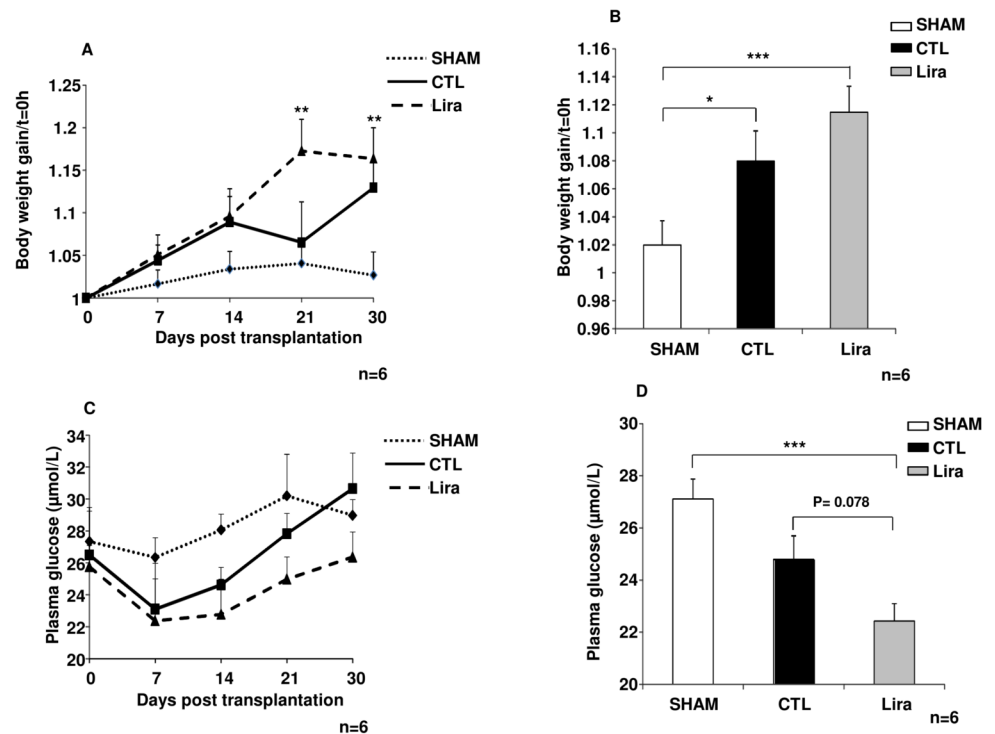 A
SHAM
CTL
Lira
Body weight gain/t=0h
1.25
1.2
1.15
1.1
1.05
1
**
**
0 7 14 21 30
Days post transplantation
n=6
B
SHAM
CTL
Lira
Body weight gain/t=0h
1.16
1.14
1.12
1.1
1.08
1.06
1.04
1.02
1
0.98
0.96
***
*
SHAM CTL Lira
n=6
C
SHAM
CTL
Lira
Plasma glucose (µmol/L)
34
32
30
28
26
24
22
20
0 7 14 21 30
Days post transplantation
n=6
D
SHAM
CTL
Lira
Plasma glucose (µmol/L)
30
28
26
24
22
20
***
P= 0.078
SHAM CTL Lira
n=6